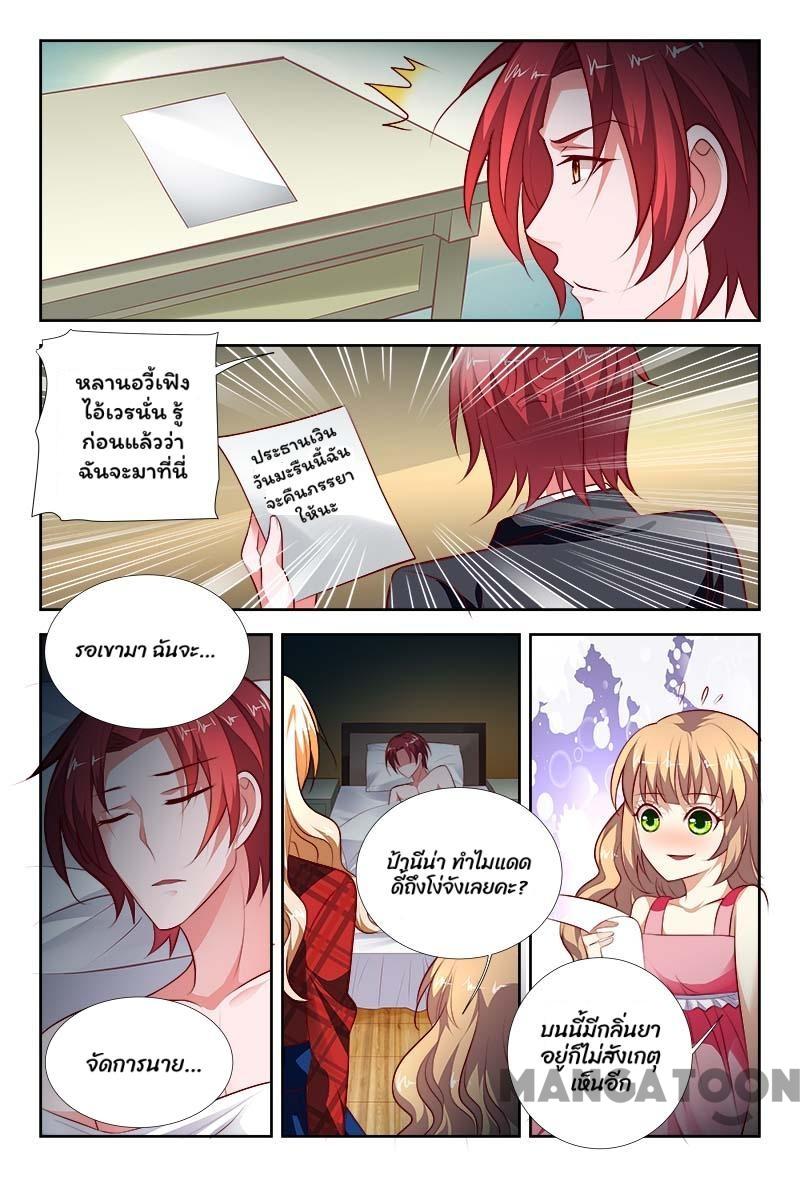 หลานอวี้เฟิง
ไอ้เวรนั่น รู้
ก่อนแล้วว่า
ฉันจะมาที่นี่
ประธานเวิน
วันมะรืนนี้ฉัน
จะคืนภรรยา
ให้นะ
รอเขามา ฉันจะ...
จัดการนาย...
ป้านีน่า ทำไมแดด
ดี้ถึงโง่จังเลยคะ?
บนนี้มีกลิ่นยา
อยู่ก็ไม่สังเกตุ
เห็นอีก
MANGATOON